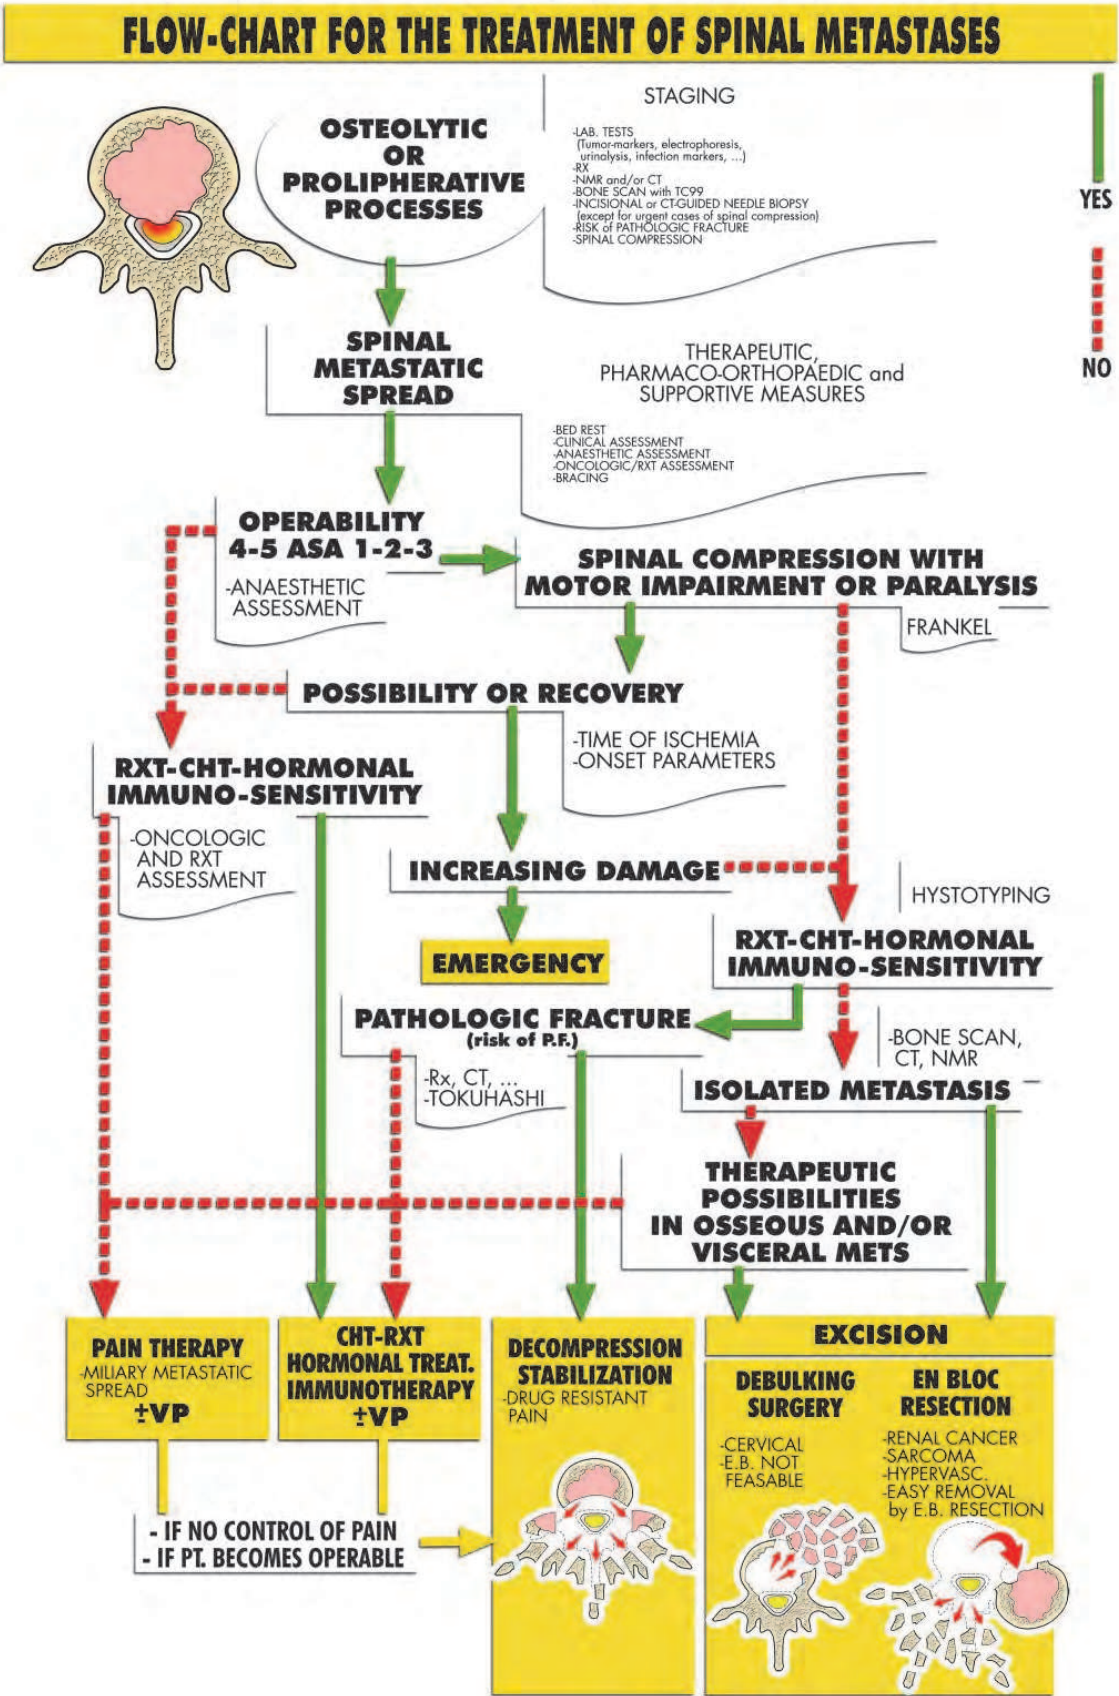 FLOW-CHART FOR THE TREATMENT OF SPINAL METASTASES
YES
NO
OSTEOLYTIC
OR
PROLIPHERATIVE
PROCESSES
STAGING
-LAB. TESTS
(Tumor-markers, electrophoresis,
urinalysis, infection markers, ...)
-RX
-NMR and/or CT
-BONE SCAN with TC99
-INCISIONAL or CT-GUIDED NEEDLE BIOPSY
(except for urgent cases of spinal compression)
-RISK of PATHOLOGIC FRACTURE
-SPINAL COMPRESSION
SPINAL
METASTATIC
SPREAD
THERAPEUTIC,
PHARMACO-ORTHOPAEDIC and
SUPPORTIVE MEASURES
-BED REST
-CLINICAL ASSESSMENT
-ANAESTHETIC ASSESSMENT
-ONCOLOGIC/RXT ASSESSMENT
-BRACING
OPERABILITY
4-5 ASA 1-2-3
-ANAESTHETIC
ASSESSMENT
SPINAL COMPRESSION WITH
MOTOR IMPAIRMENT OR PARALYSIS
FRANKEL
POSSIBILITY OR RECOVERY
-TIME OF ISCHEMIA
-ONSET PARAMETERS
RXT-CHT-HORMONAL
IMMUNO-SENSITIVITY
-ONCOLOGIC
AND RXT
ASSESSMENT
INCREASING DAMAGE
EMERGENCY
HYSTOTYPING
RXT-CHT-HORMONAL
IMMUNO-SENSITIVITY
PATHOLOGIC FRACTURE
(risk of P.F.)
-Rx, CT, ...
-TOKUHASHI
-BONE SCAN,
CT, NMR
ISOLATED METASTASIS
THERAPEUTIC
POSSIBILITIES
IN OSSEOUS AND/OR
VISCERAL METS
PAIN THERAPY
-MILIARY METASTATIC
SPREAD
±VP
CHT-RXT
HORMONAL TREAT.
IMMUNOTHERAPY
±VP
- IF NO CONTROL OF PAIN
- IF PT. BECOMES OPERABLE
DECOMPRESSION
STABILIZATION
-DRUG RESISTANT
PAIN
EXCISION
DEBULKING
SURGERY
-CERVICAL
-E.B. NOT
FEASABLE
EN BLOC
RESECTION
-RENAL CANCER
-SARCOMA
-HYPERVASC.
-EASY REMOVAL
by E.B. RESECTION